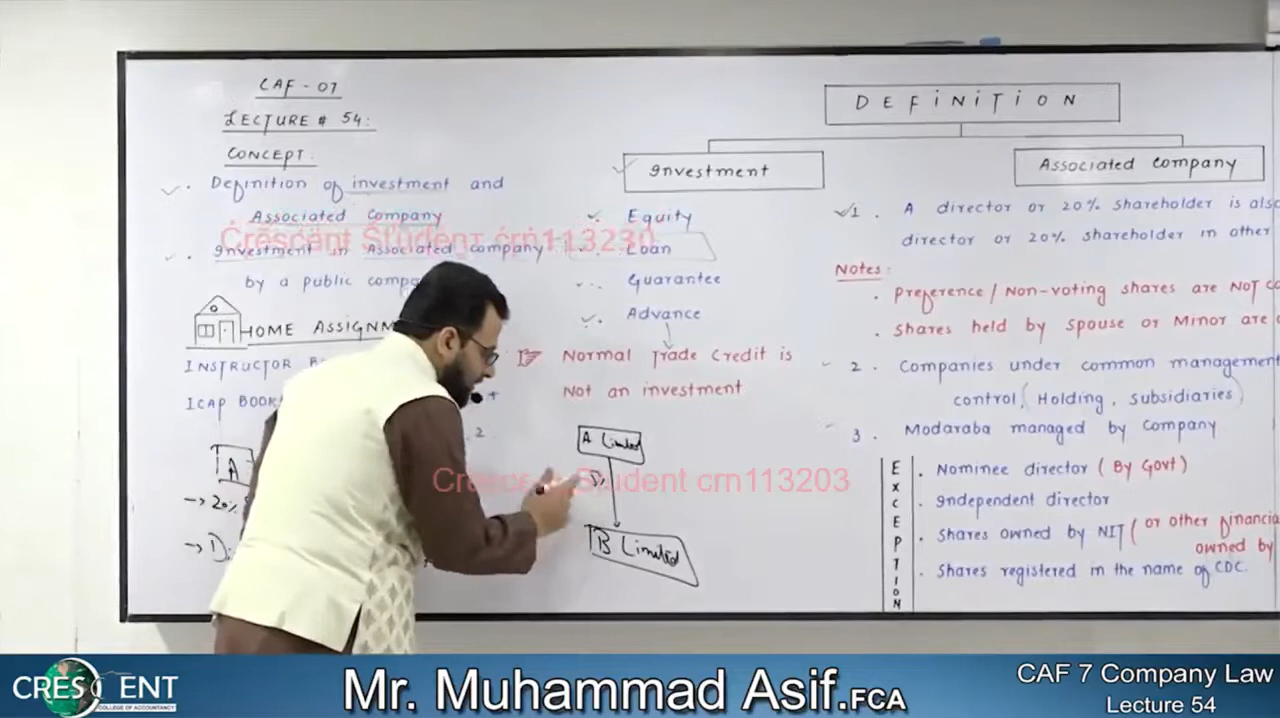 CAF - 07
LECTURE # 54:
CONCEPT:
Definition of investment and
Associated Company
Investment in Associated company
by a public
HOME
INSTRUCTOR
ICAP BOOK
A
→ 20%
2
DEFINITION
Investment
Equity
Loan
Guarantee
Advance
Normal Trade Credit is
Not an investment
A Limited
B Limited
Associated Company
1. A director or 20% shareholder is
director or 20% shareholder in other
Notes:
Preference/Non-voting shares are NOT
Shares held by Spouse or Minor are
2. Companies under common management
control (Holding, Subsidiaries)
3. Modaraba managed by Company
EXCEPTION
Nominee director (By Govt)
Independent director
Shares owned by NIT (or other
owned by
Shares registered in the name of CDC.
Crescent Student crn113230
Crescent Student crn113203
CRESCENT
COLLEGE OF ACCOUNTANCY
Mr. Muhammad Asif.FCA
CAF 7 Company Law
Lecture 54